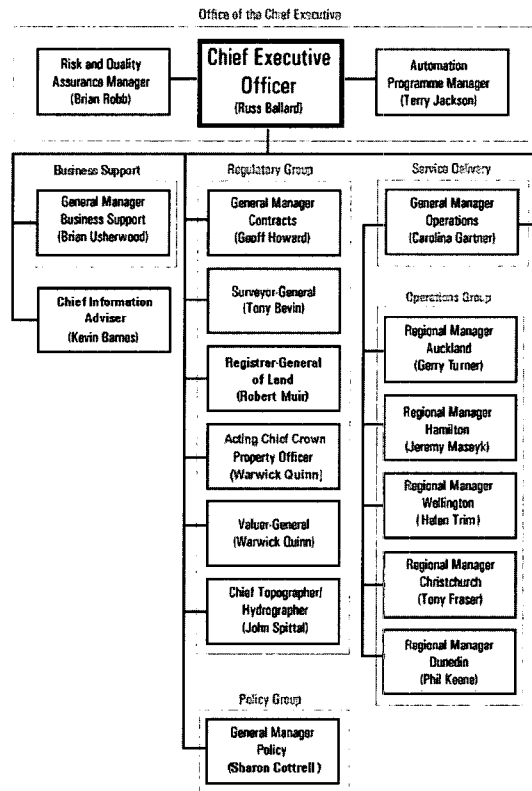 Office of the Chief Executive
Risk and Quality
Assurance Manager
(Brian Robb)
Chief Executive
Officer
(Russ Ballard)
Automation
Programme Manager
(Terry Jackson)
Business Support
General Manager
Business Support
(Brian Usherwood)
Chief Information
Adviser
(Kevin Barnes)
Regulatory Group
General Manager
Contracts
(Geoff Howard)
Surveyor-General
(Tony Bevin)
Registrar-General
of Land
(Robert Muir)
Acting Chief Crown
Property Officer
(Warwick Quinn)
Valuer-General
(Warwick Quinn)
Chief Topographer/
Hydrographer
(John Spittal)
Policy Group
General Manager
Policy
(Sharon Cottrell)
Service Delivery
General Manager
Operations
(Carolina Gartner)
Operations Group
Regional Manager
Auckland
(Gerry Turner)
Regional Manager
Hamilton
(Jeremy Maseyk)
Regional Manager
Wellington
(Helen Trim)
Regional Manager
Christchurch
(Tony Fraser)
Regional Manager
Dunedin
(Phil Keene)